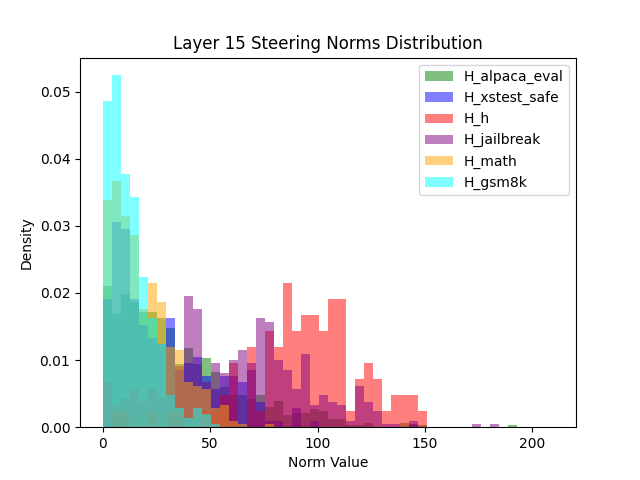 Layer 15 Steering Norms Distribution
H_alpaca_eval
H_xstest_safe
H_h
H_jailbreak
H_math
H_gsm8k
0.05
0.04
0.03
0.02
0.01
0.00
Density
0
50
100
150
200
Norm Value